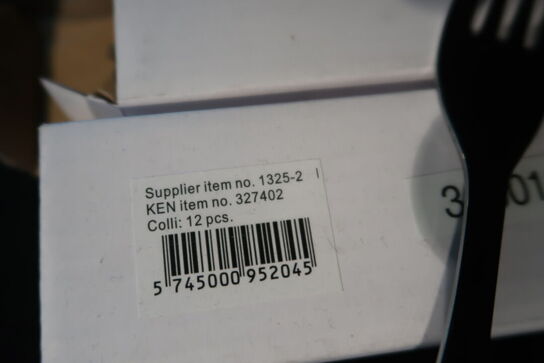 Supplier item no. 1325-2
KEN item no. 327402
Colli: 12 pcs.
5 745000 952045